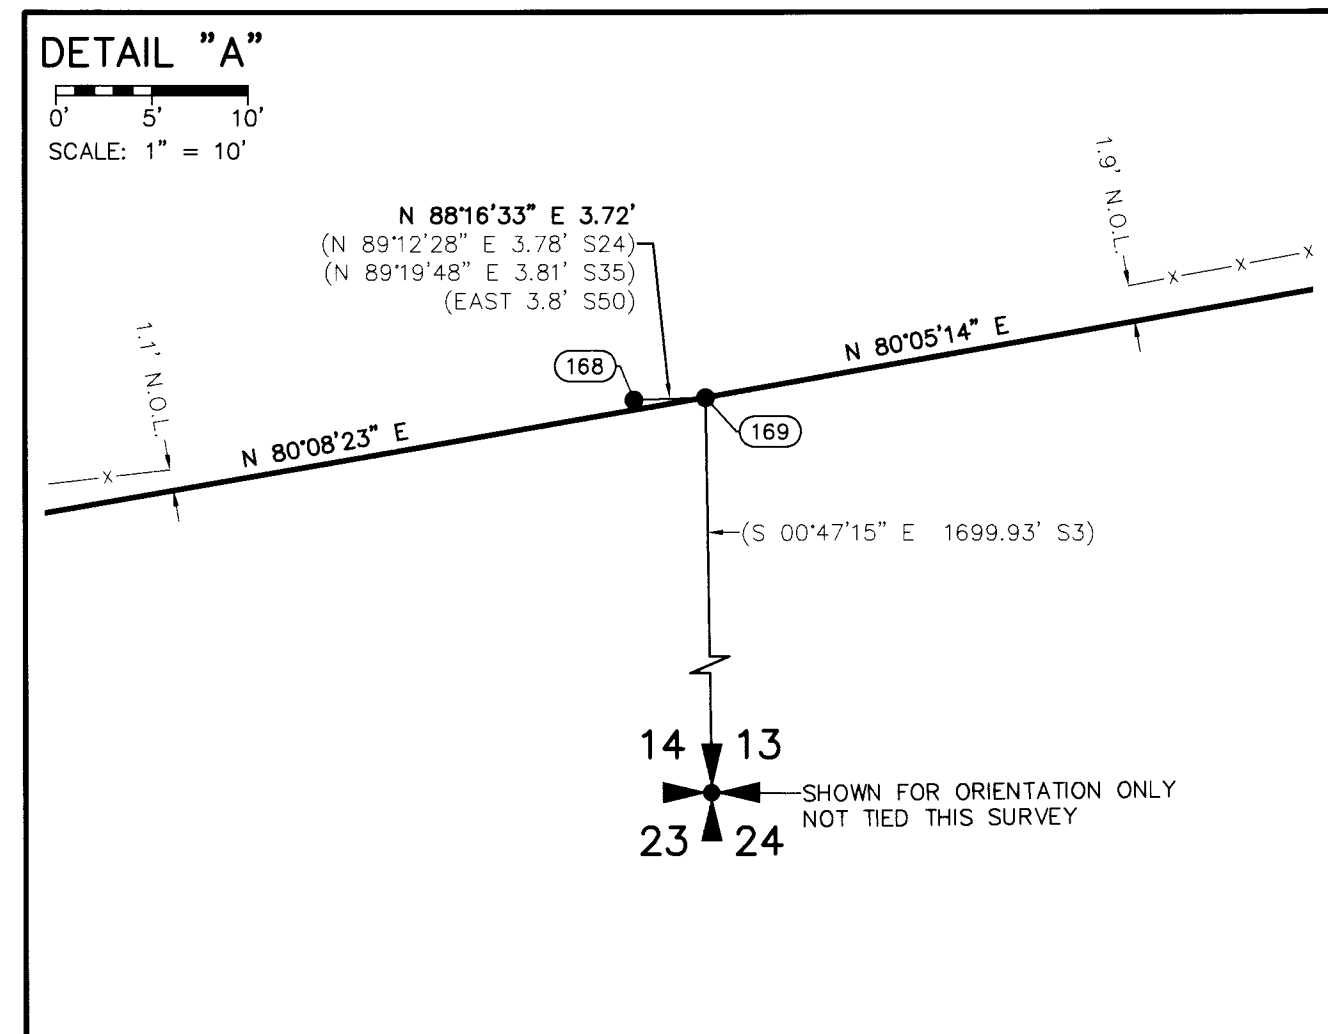 DETAIL "A"
0' 5' 10'
SCALE: 1" = 10'
N 88°16'33" E 3.72'
(N 89°12'28" E 3.78' S24)
(N 89°19'48" E 3.81' S35)
(EAST 3.8' S50)
1.9' N.O.L.
x x x
1.1' N.O.L.
168
N 80°05'14" E
169
N 80°08'23" E
x
(S 00°47'15" E 1699.93' S3)
14 13
SHOWN FOR ORIENTATION ONLY
NOT TIED THIS SURVEY
23 24